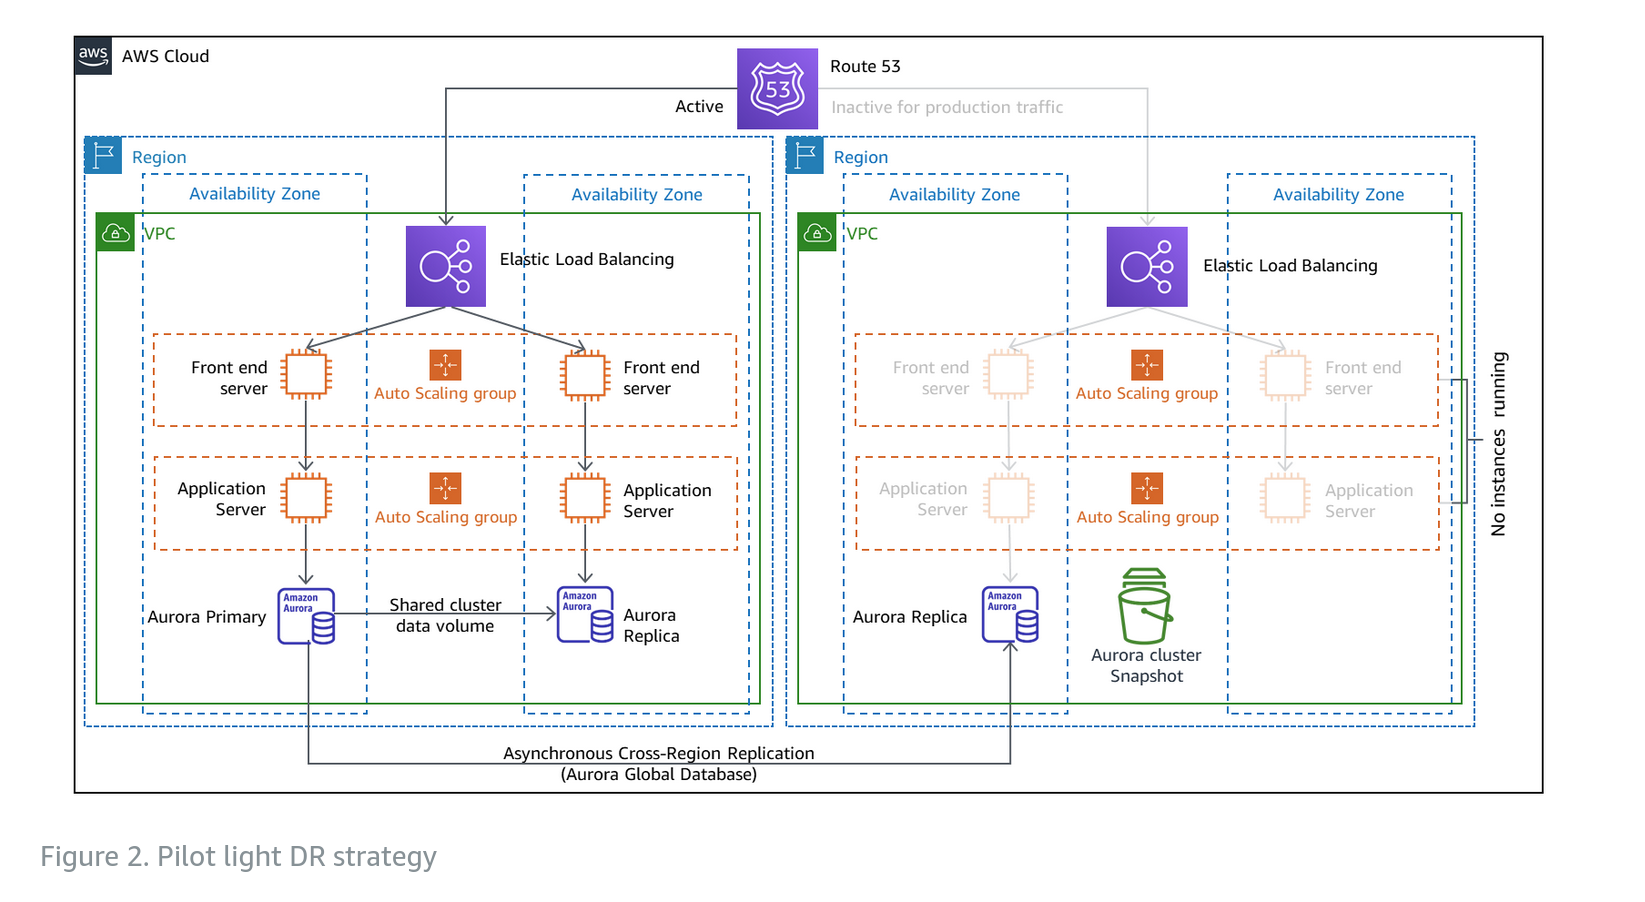 aws
AWS Cloud
Route 53
53
Active
Inactive for production traffic
Region
Availability Zone
Availability Zone
VPC
Elastic Load Balancing
Front end
server
Auto Scaling group
Front end
server
Application
Server
Auto Scaling group
Application
Server
Aurora Primary
Amazon
Aurora
Shared cluster
data volume
Amazon
Aurora
Aurora
Replica
Region
Availability Zone
Availability Zone
VPC
Elastic Load Balancing
Front end
server
Auto Scaling group
Front end
server
Application
Server
Auto Scaling group
Application
Server
No instances running
Aurora Replica
Amazon
Aurora
Aurora cluster
Snapshot
Asynchronous Cross-Region Replication
(Aurora Global Database)
Figure 2. Pilot light DR strategy